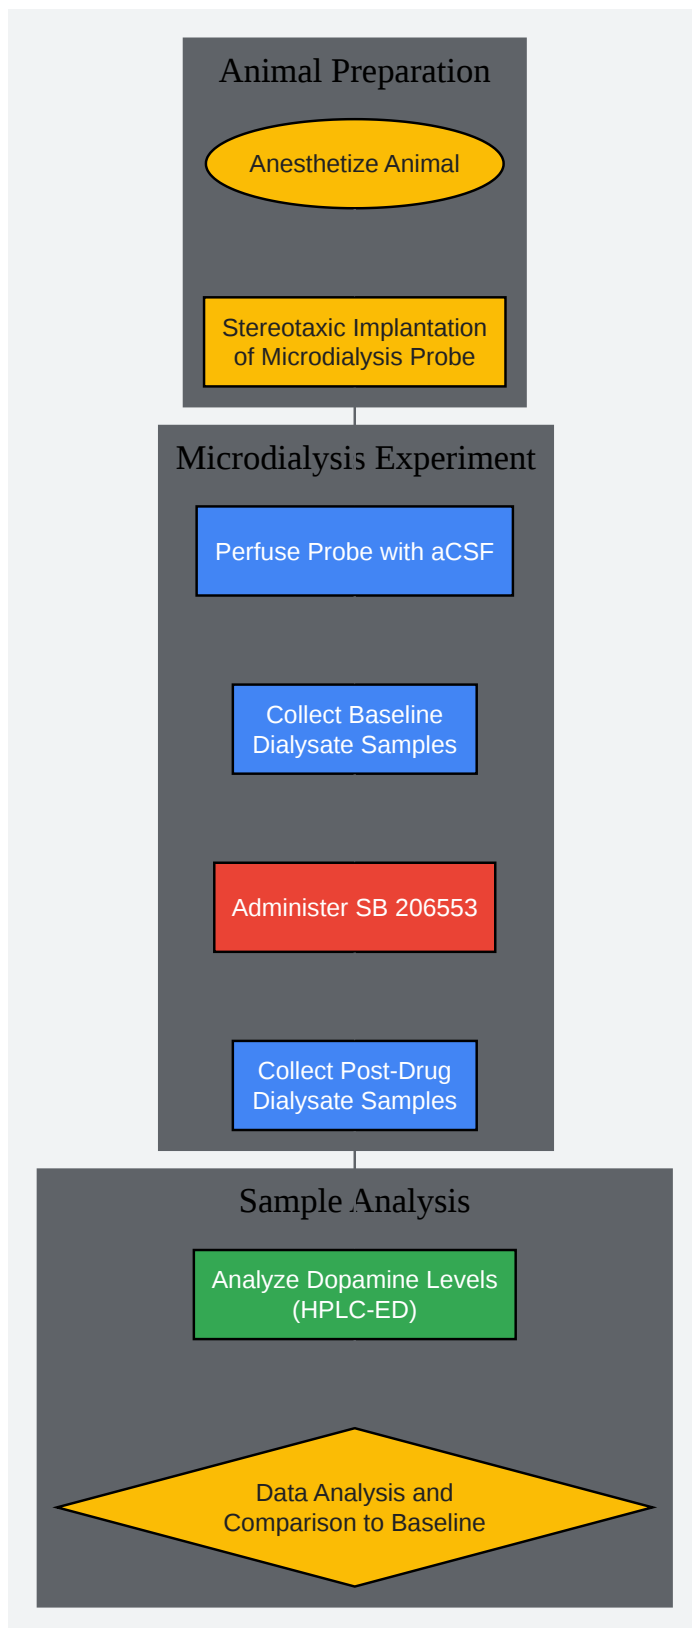 Animal Preparation
Anesthetize Animal
Stereotaxic Implantation
of Microdialysis Probe
Microdialysis Experiment
Perfuse Probe with aCSF
Collect Baseline
Dialysate Samples
Administer SB 206553
Collect Post-Drug
Dialysate Samples
Sample Analysis
Analyze Dopamine Levels
(HPLC-ED)
Data Analysis and
Comparison to Baseline